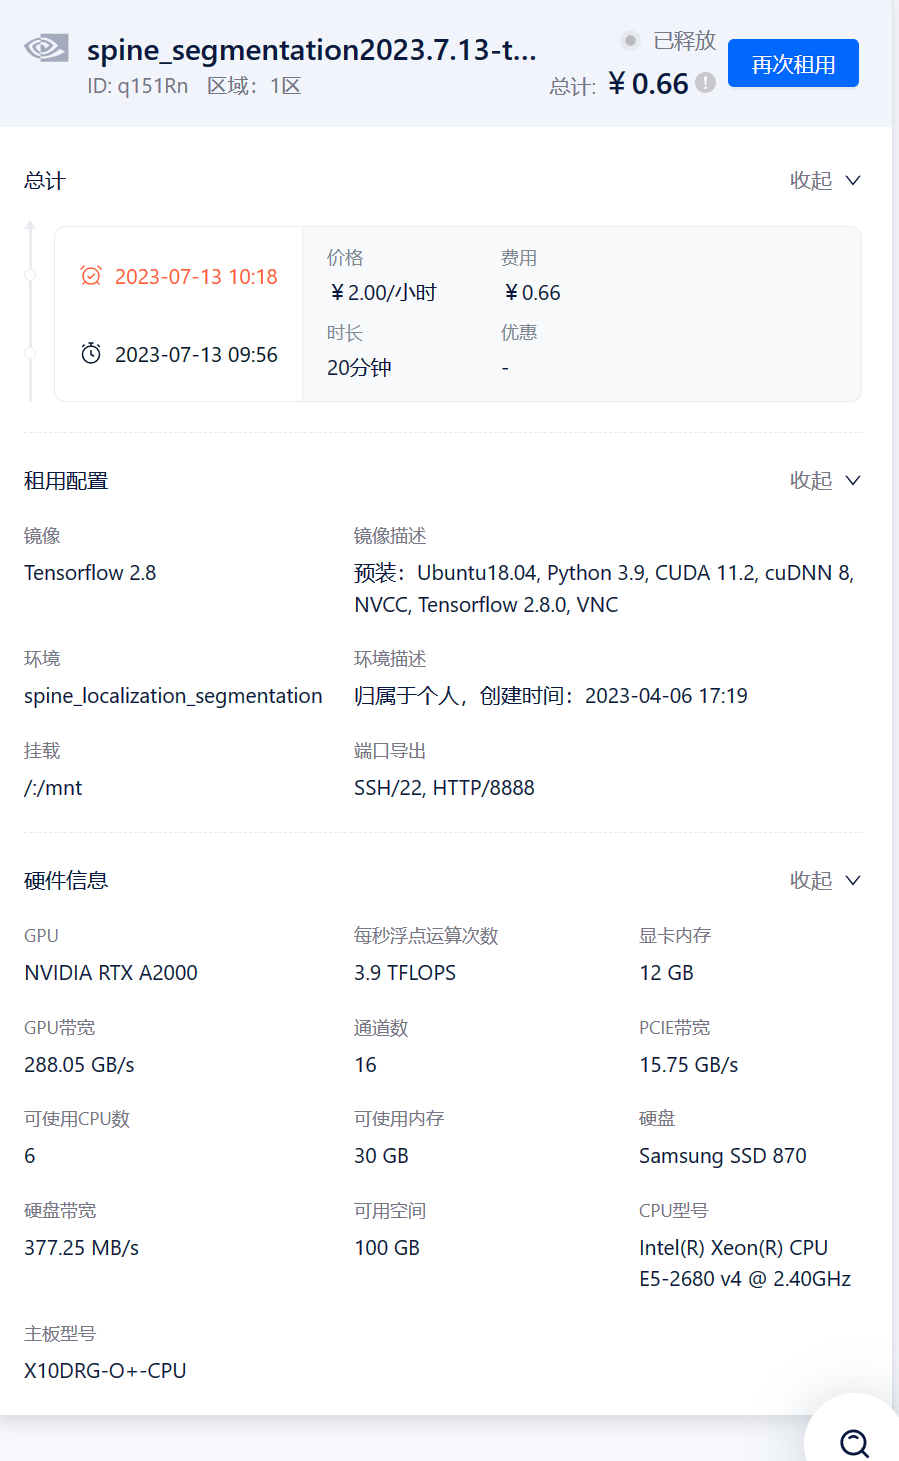 spine_segmentation2023.7.13-t...
已释放
再次租用
ID: q151Rn 区域：1区
总计: ¥ 0.66
总计
收起
2023-07-13 10:18
2023-07-13 09:56
价格
费用
¥ 2.00/小时
¥ 0.66
时长
优惠
20分钟
-
租用配置
收起
镜像
镜像描述
Tensorflow 2.8
预装：Ubuntu18.04, Python 3.9, CUDA 11.2, cuDNN 8,
NVCC, Tensorflow 2.8.0, VNC
环境
环境描述
spine_localization_segmentation
归属于个人，创建时间：2023-04-06 17:19
挂载
端口导出
/:/mnt
SSH/22, HTTP/8888
硬件信息
收起
GPU
每秒浮点运算次数
显卡内存
NVIDIA RTX A2000
3.9 TFLOPS
12 GB
GPU带宽
通道数
PCIE带宽
288.05 GB/s
16
15.75 GB/s
可使用CPU数
可使用内存
硬盘
6
30 GB
Samsung SSD 870
硬盘带宽
可用空间
CPU型号
377.25 MB/s
100 GB
Intel(R) Xeon(R) CPU
E5-2680 v4 @ 2.40GHz
主板型号
X10DRG-O+-CPU